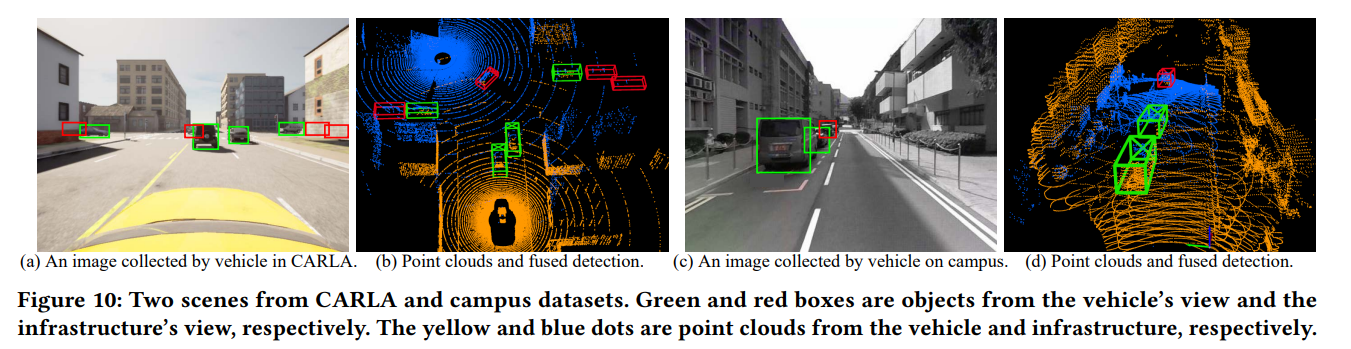 (a) An image collected by vehicle in CARLA. (b) Point clouds and fused detection. (c) An image collected by vehicle on campus. (d) Point clouds and fused detection.
Figure 10: Two scenes from CARLA and campus datasets. Green and red boxes are objects from the vehicle's view and the
infrastructure's view, respectively. The yellow and blue dots are point clouds from the vehicle and infrastructure, respectively.